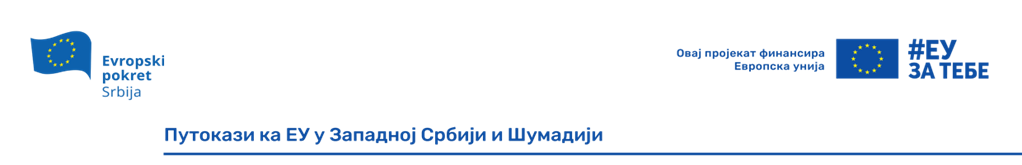 Evropski
pokret
Srbija
Овај пројекат финансира
Европска унија
#ЕУ
ЗА ТЕБЕ
Путокази ка ЕУ у Западној Србији и Шумадији